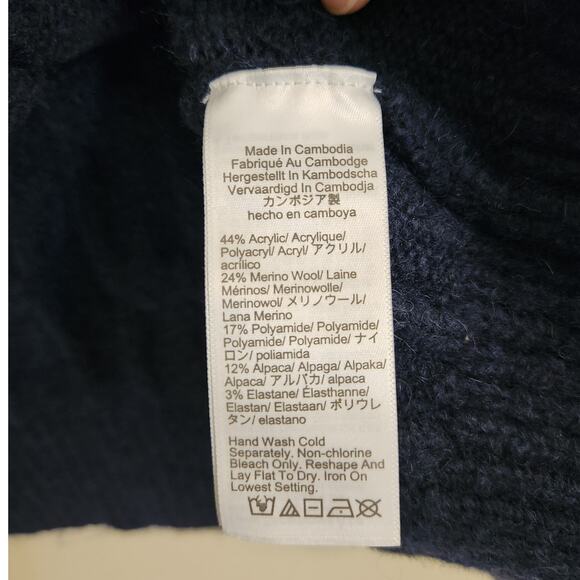 Made In Cambodia
Fabriqué Au Cambodge
Hergestellt In Kambodscha
Vervaardigd In Cambodja
カンボジア製
hecho en camboya
44% Acrylic/ Acrylique/
Polyacryl/ Acryl/ アクリル/
acrílico
24% Merino Wool/ Laine
Mérinos/ Merinowolle/
Merinowol/ メリノウール/
Lana Merino
17% Polyamide/ Polyamide/
Polyamide/ Polyamide/ ナイ
ロン/ poliamida
12% Alpaca/ Alpaga/ Alpaka/
Alpaca/ アルパカ/ alpaca
3% Elastane/ Élasthanne/
Elastan/ Elastaan/ ポリウレ
タン/ elastano
Hand Wash Cold
Separately. Non-chlorine
Bleach Only. Reshape And
Lay Flat To Dry. Iron On
Lowest Setting.